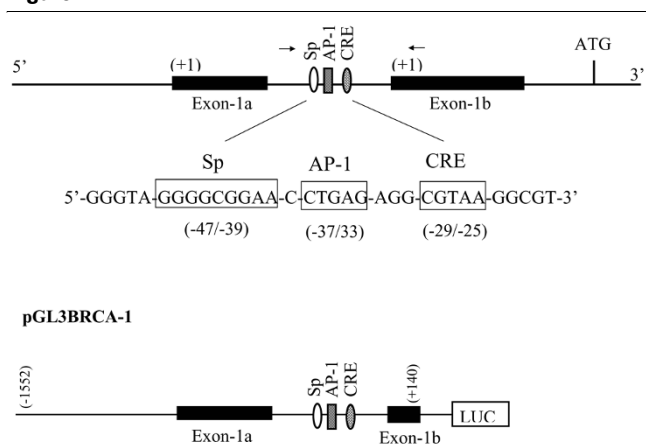 Sp AP-1 CRE
ATG
5' (+1) (+1) 3'
Exon-1a Exon-1b
Sp AP-1 CRE
5'-GGGTA-GGGGCGGAA-C-CTGAG-AGG-CGTAA-GGCGT-3'
(-47/-39) (-37/33) (-29/-25)
pGL3BRCA-1
(-1552) Sp AP-1 CRE (+140)
LUC
Exon-1a Exon-1b